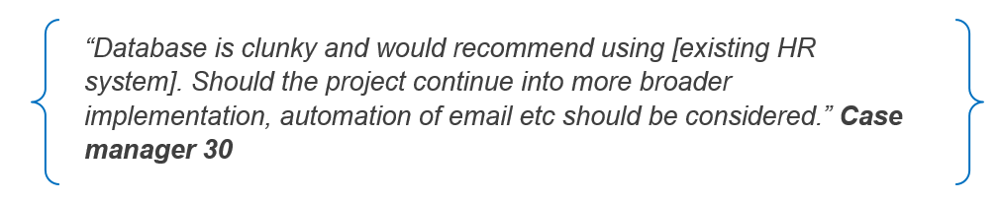 “Database is clunky and would recommend using [existing HR
system]. Should the project continue into more broader
implementation, automation of email etc should be considered.” Case
manager 30